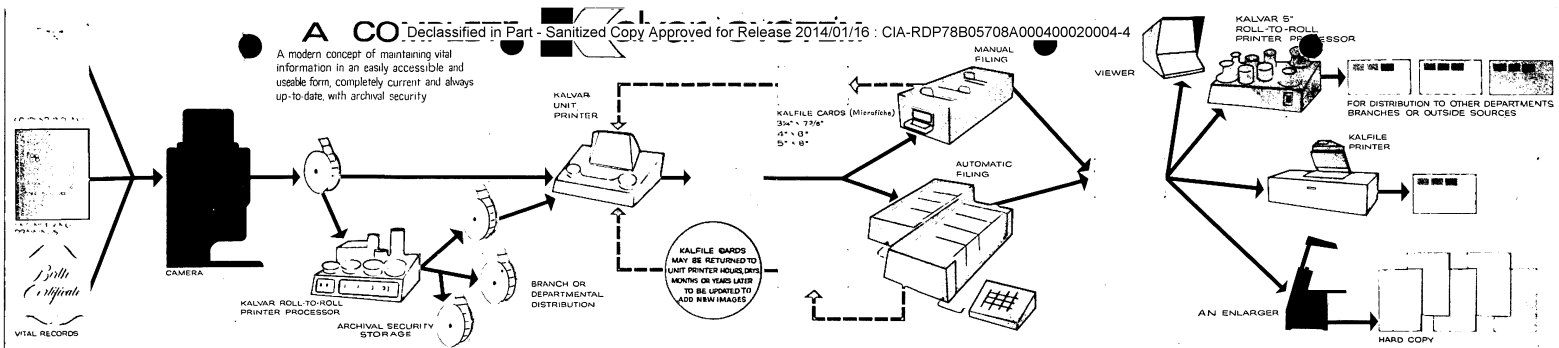 A CO
Declassified in Part - Sanitized Copy Approved for Release 2014/01/16 : CIA-RDP78B05708A000400020004-4
A modern concept of maintaining vital
information in an easily accessible and
useable form, completely current and always
up-to-date, with archival security
Birth
Certificate
VITAL RECORDS
CAMERA
KALVAR ROLL-TO-ROLL
PRINTER PROCESSOR
ARCHIVAL SECURITY
STORAGE
BRANCH OR
DEPARTMENTAL
DISTRIBUTION
KALVAR
UNIT
PRINTER
KALFILE CARDS
MAY BE RETURNED TO
UNIT PRINTER HOURS, DAYS
MONTHS OR YEARS LATER
TO BE UPDATED TO
ADD NEW IMAGES
KALFILE CARDS (Microfiche)
4" x 6"
5" x 8"
MANUAL
FILING
AUTOMATIC
FILING
VIEWER
KALVAR 5"
ROLL-TO-ROLL
PRINTER PROCESSOR
FOR DISTRIBUTION TO OTHER DEPARTMENTS
BRANCHES OR OUTSIDE SOURCES
KALFILE
PRINTER
AN ENLARGER
HARD COPY